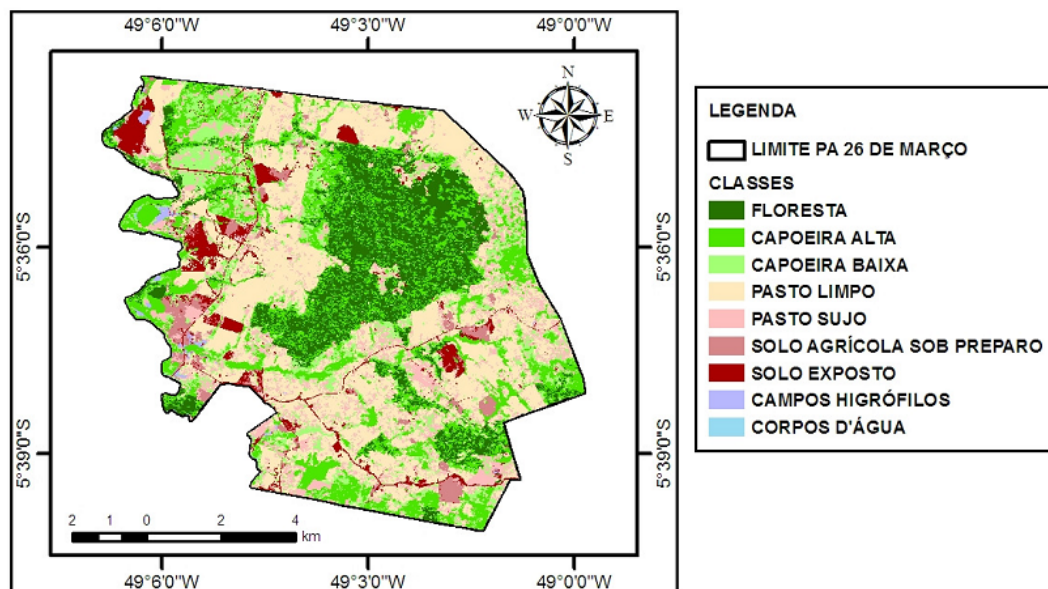 49°6'0"W 49°3'0"W 49°0'0"W
N
W E
S
5°36'0"S 5°36'0"S
5°39'0"S 5°39'0"S
2 1 0 2 4
km
49°6'0"W 49°3'0"W 49°0'0"W
LEGENDA
LIMITE PA 26 DE MARÇO
CLASSES
FLORESTA
CAPOEIRA ALTA
CAPOEIRA BAIXA
PASTO LIMPO
PASTO SUJO
SOLO AGRÍCOLA SOB PREPARO
SOLO EXPOSTO
CAMPOS HIGRÓFILOS
CORPOS D'ÁGUA